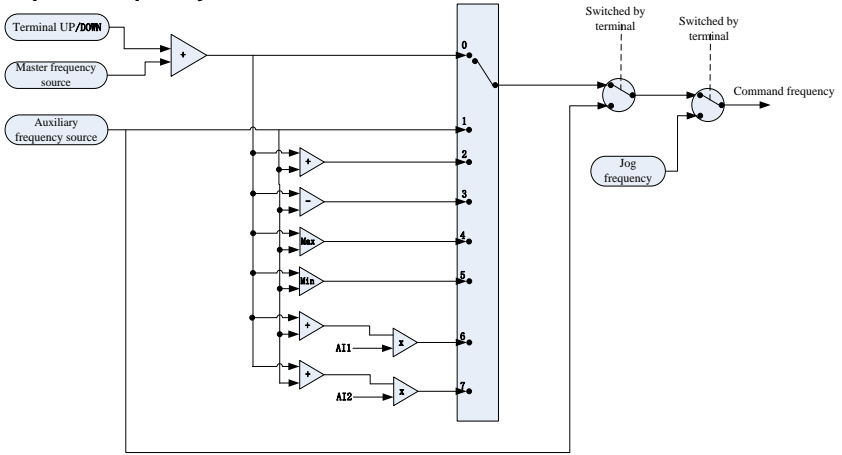 Terminal UP/DOWN
+
Master frequency
source
Auxiliary
frequency source
0
1
+
2
-
3
Max
4
Min
5
+
AI1
x
6
+
AI2
x
7
Switched by
terminal
Switched by
terminal
Command frequency
Jog
frequency